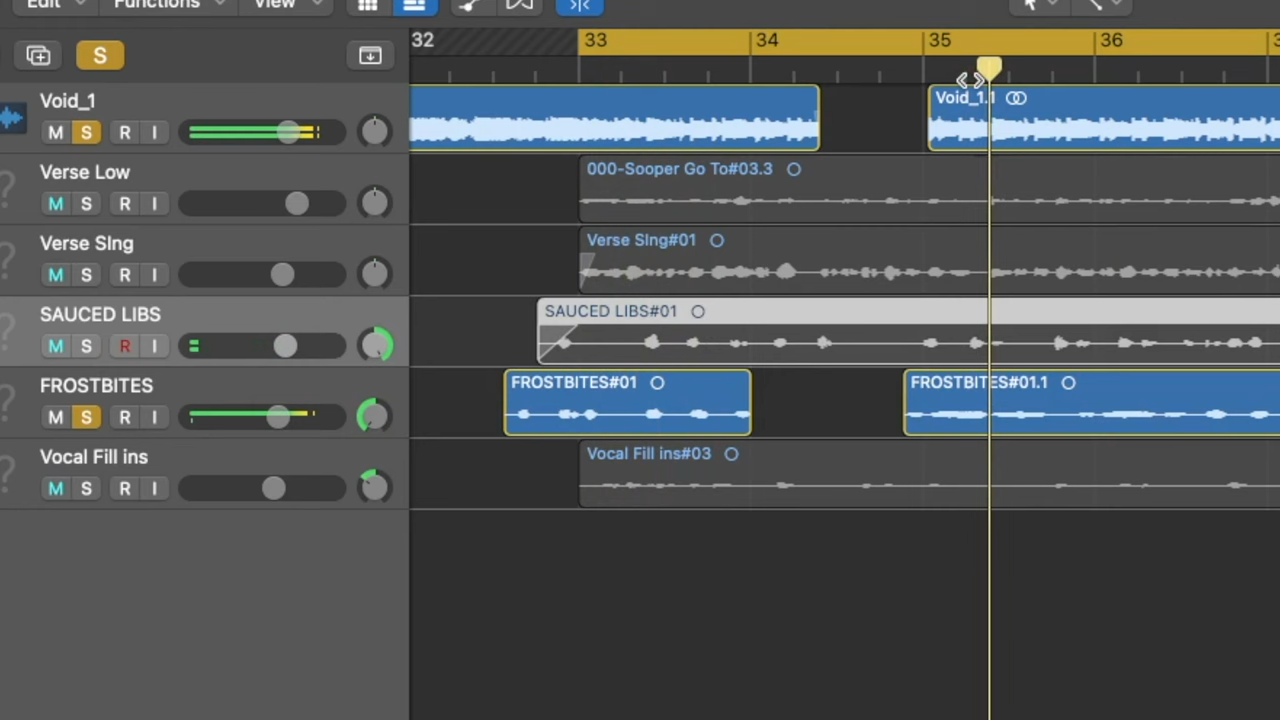 Edit Functions View
S
32 33 34 35 36
Void_1
M S R I
Void_1.1
Verse Low
M S R I
000-Sooper Go To#03.3
Verse SIng
M S R I
Verse SIng#01
SAUCED LIBS
M S R I
SAUCED LIBS#01
FROSTBITES
M S R I
FROSTBITES#01 FROSTBITES#01.1
Vocal Fill ins
M S R I
Vocal Fill ins#03